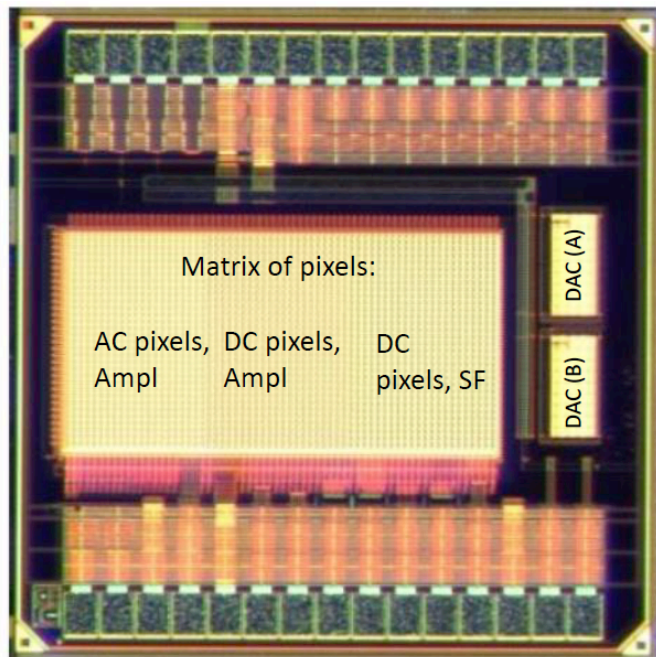 Matrix of pixels:
AC pixels,
Ampl
DC pixels,
Ampl
DC
pixels, SF
DAC (A)
DAC (B)